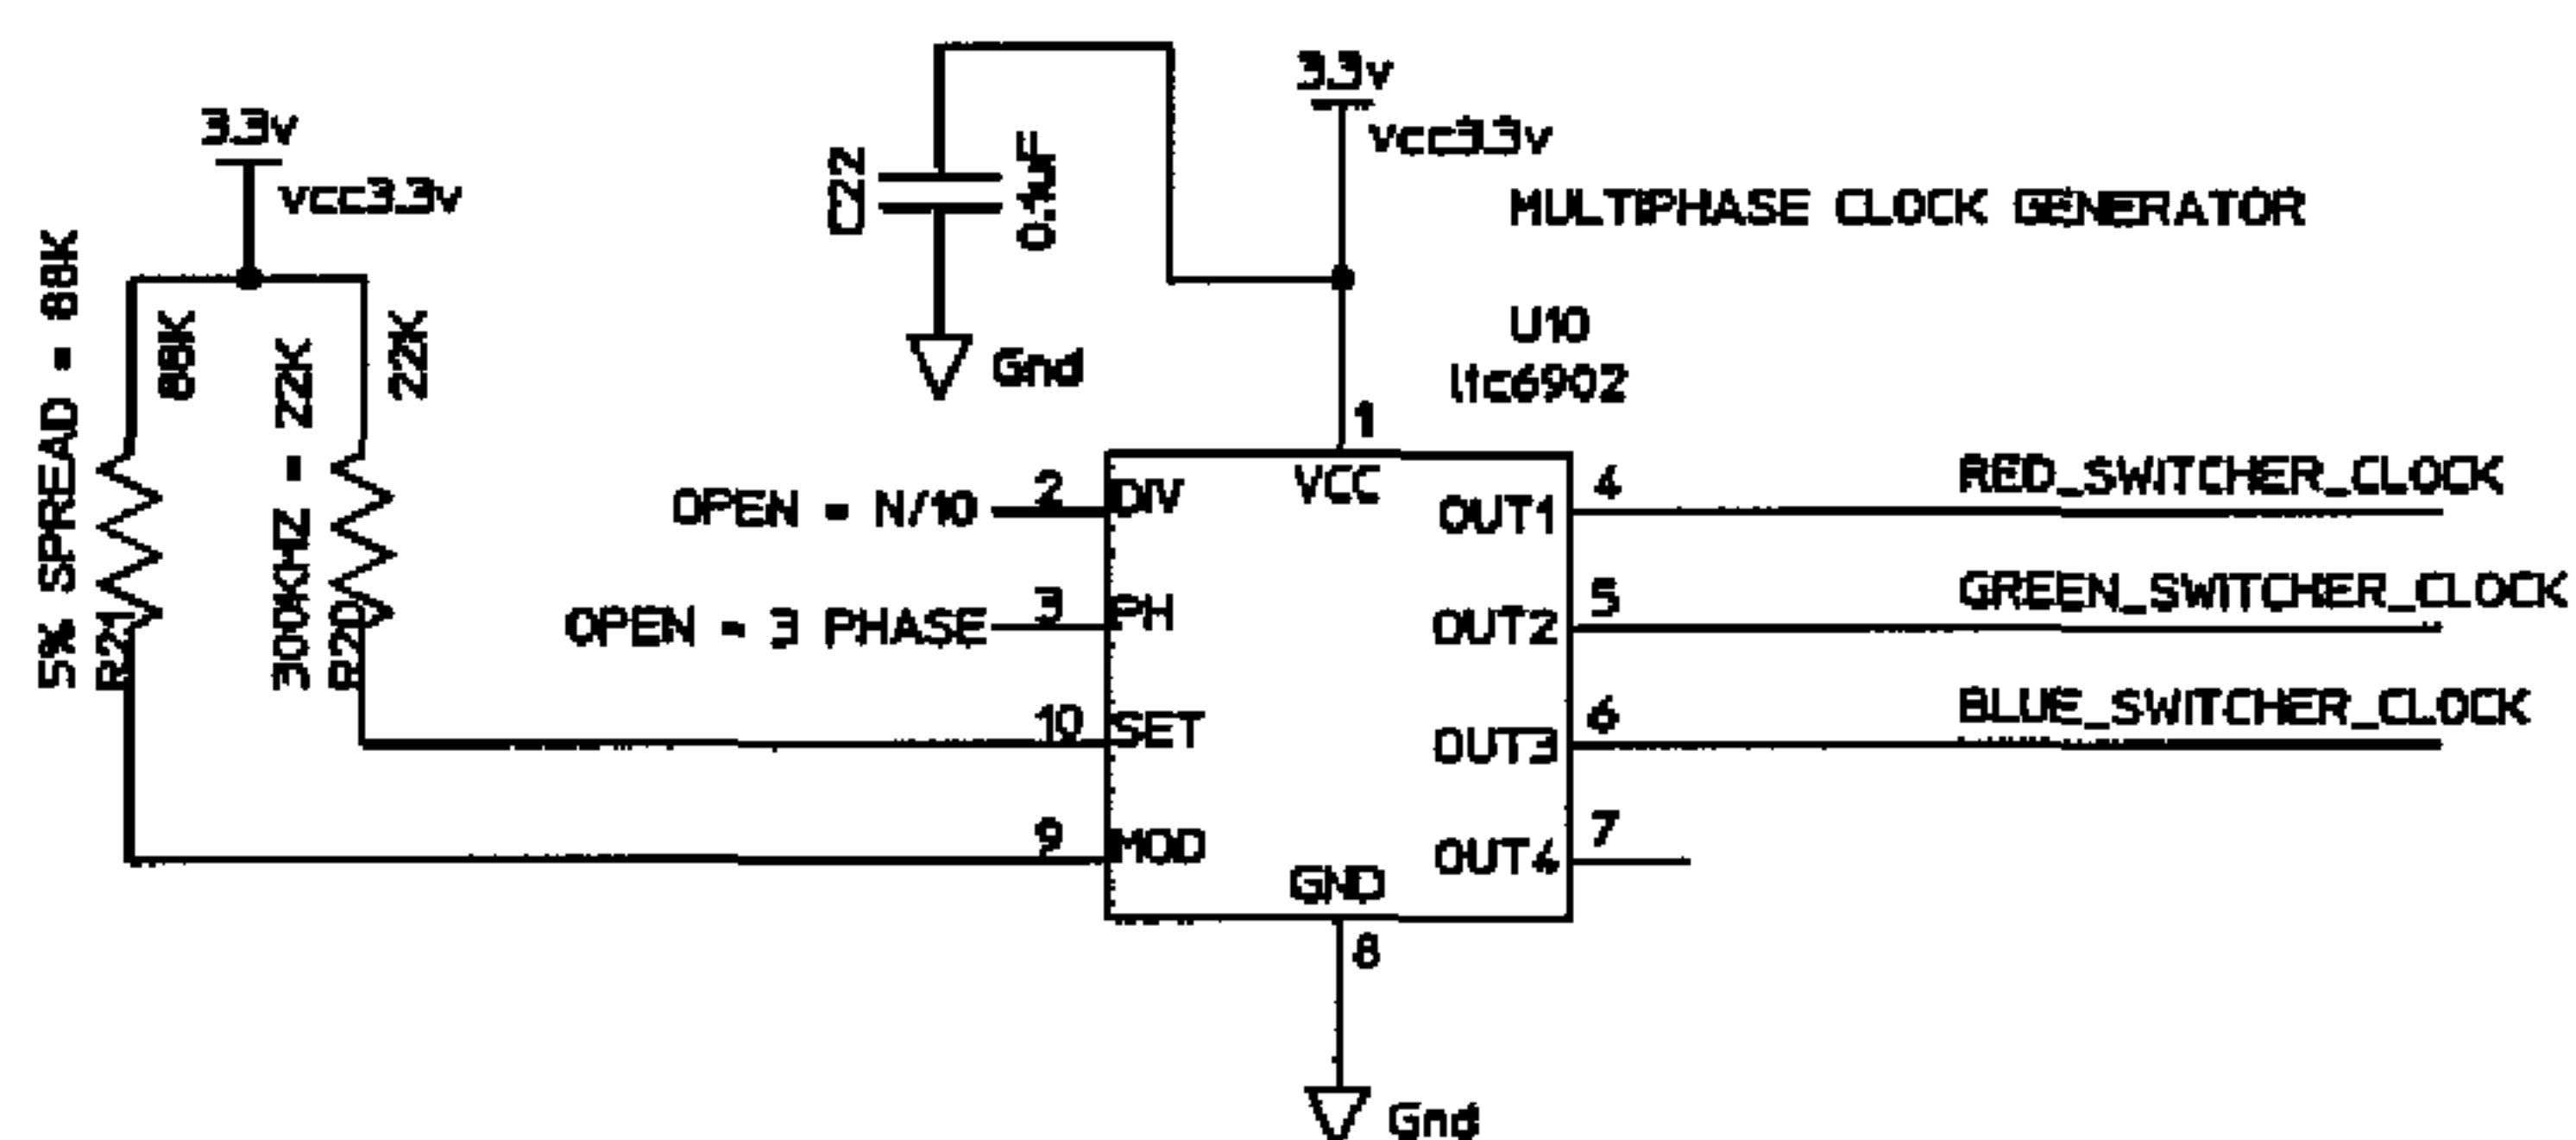 3.3v
vcc3.3v
5% SPREAD = 88K
88K
R21
300KHZ = 22K
22K
R20
C22
0.1uF
Gnd
3.3v
vcc3.3v
MULTIPHASE CLOCK GENERATOR
U10
ltc6902
1
VCC
OPEN = N/10
2
DIV
OPEN = 3 PHASE
3
PH
10
SET
9
MOD
OUT1
4
RED_SWITCHER_CLOCK
OUT2
5
GREEN_SWITCHER_CLOCK
OUT3
6
BLUE_SWITCHER_CLOCK
OUT4
7
GND
8
Gnd